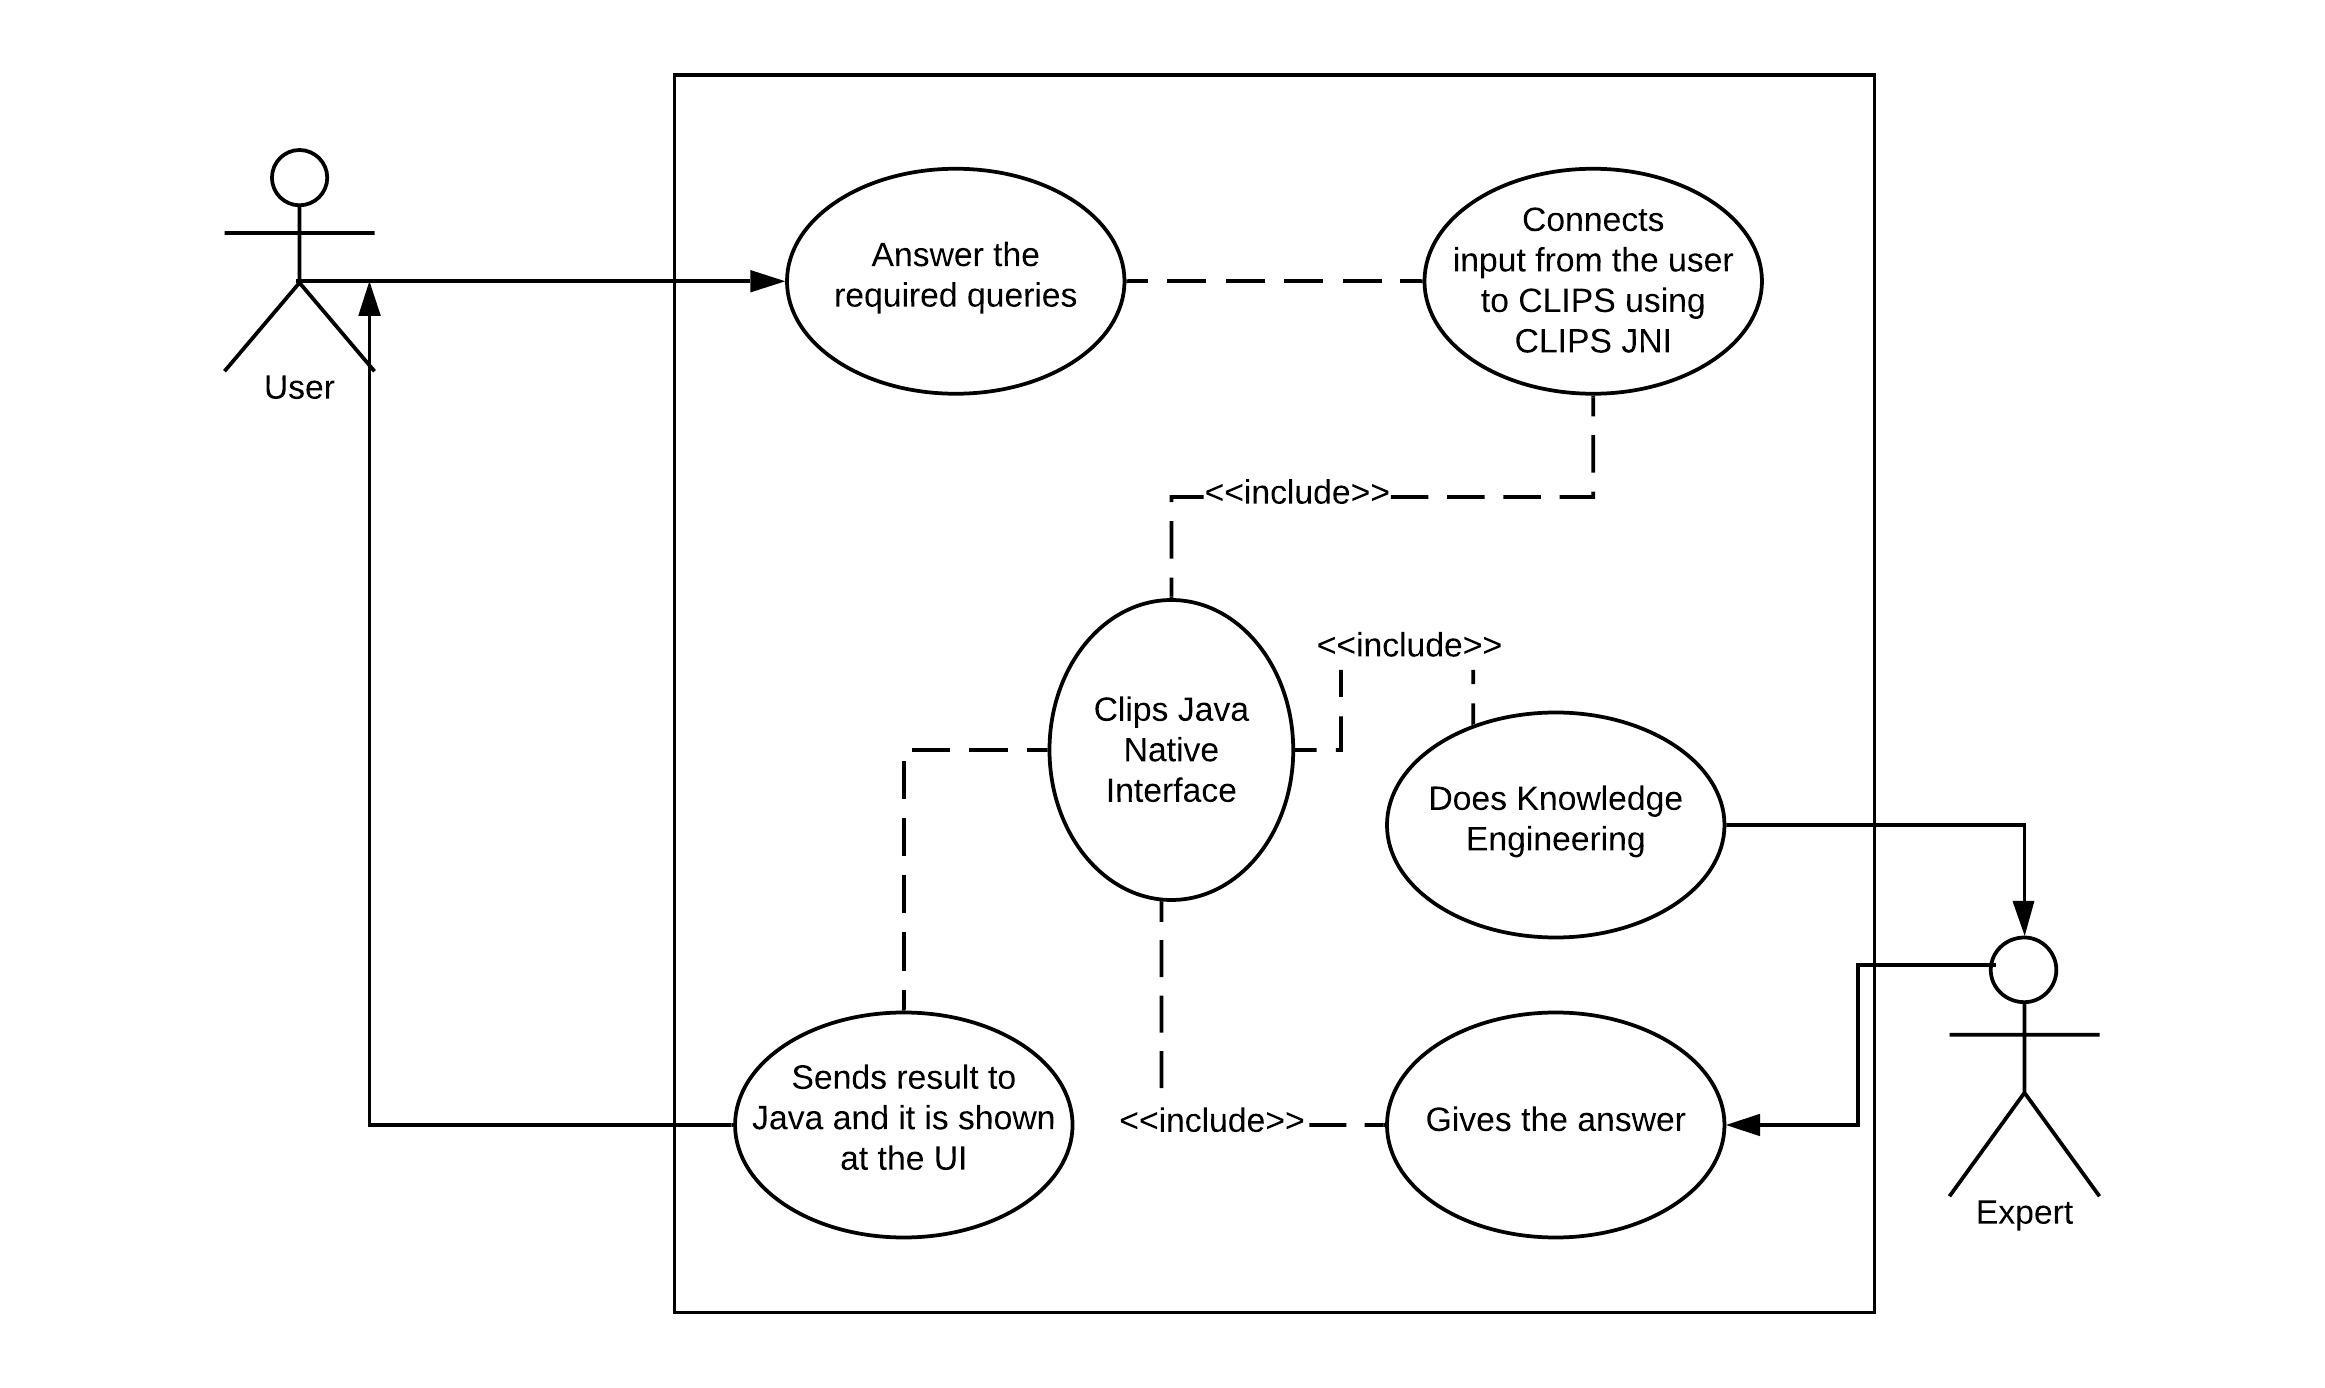 Answer the
required queries
Connects
input from the user
to CLIPS using
CLIPS JNI
User
<<include>>
<<include>>
Clips Java
Native
Interface
Does Knowledge
Engineering
Sends result to
Java and it is shown
at the UI
<<include>>
Gives the answer
Expert